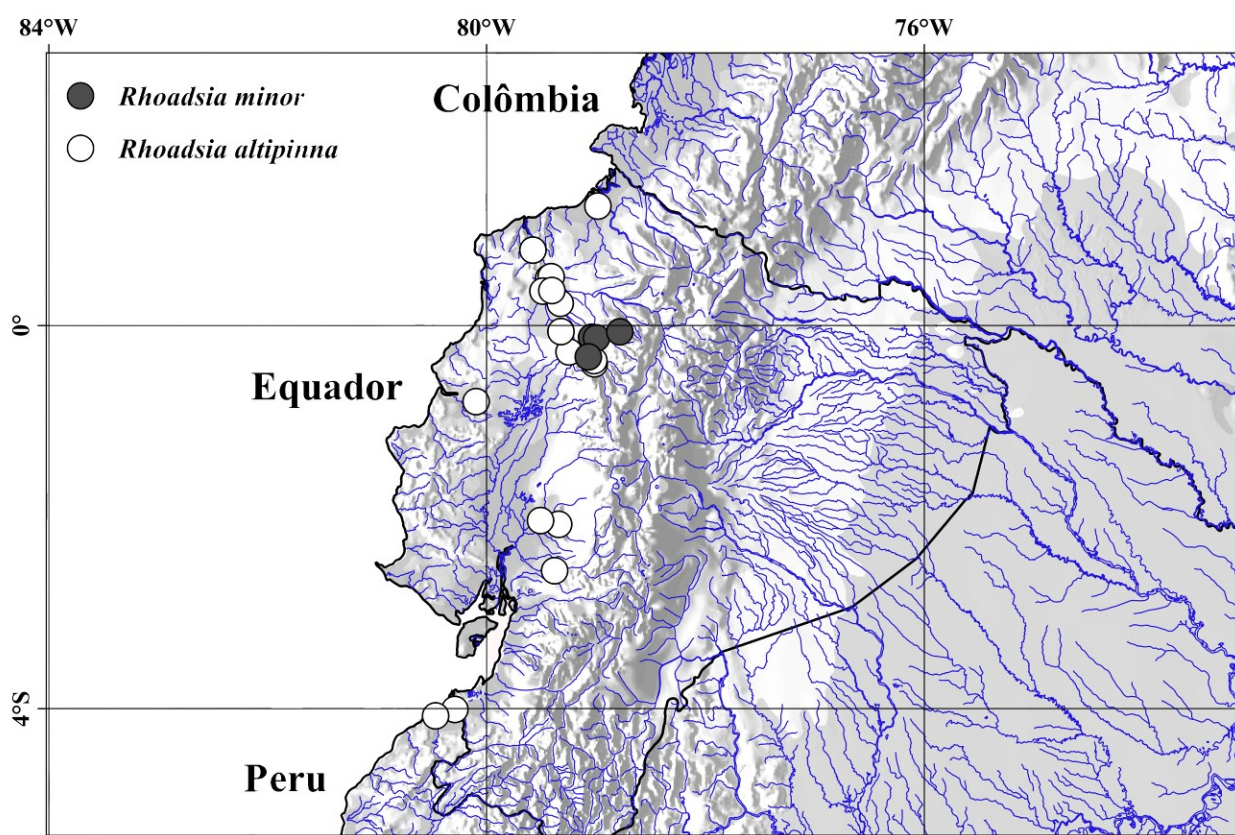 84°W 80°W 76°W
Rhoadsia minor
Rhoadsia altipinna
Colômbia
0°
Equador
4°S
Peru